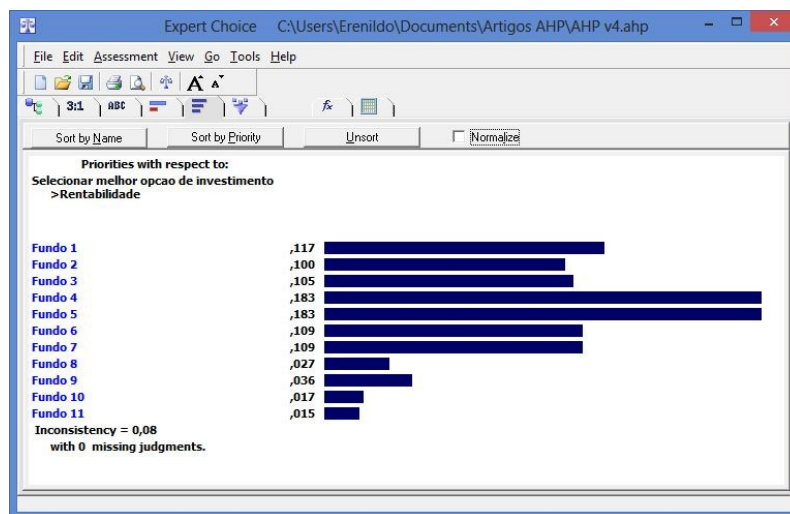 Expert Choice C:\Users\Erenildo\Documents\Artigos AHP\AHP v4.ahp
File Edit Assessment View Go Tools Help
A A
3:1 ABC fx
Sort by Name Sort by Priority Unsort Normalize
Priorities with respect to:
Selecionar melhor opcao de investimento
>Rentabilidade
Fundo 1 ,117
Fundo 2 ,100
Fundo 3 ,105
Fundo 4 ,183
Fundo 5 ,183
Fundo 6 ,109
Fundo 7 ,109
Fundo 8 ,027
Fundo 9 ,036
Fundo 10 ,017
Fundo 11 ,015
Inconsistency = 0,08
with 0 missing judgments.